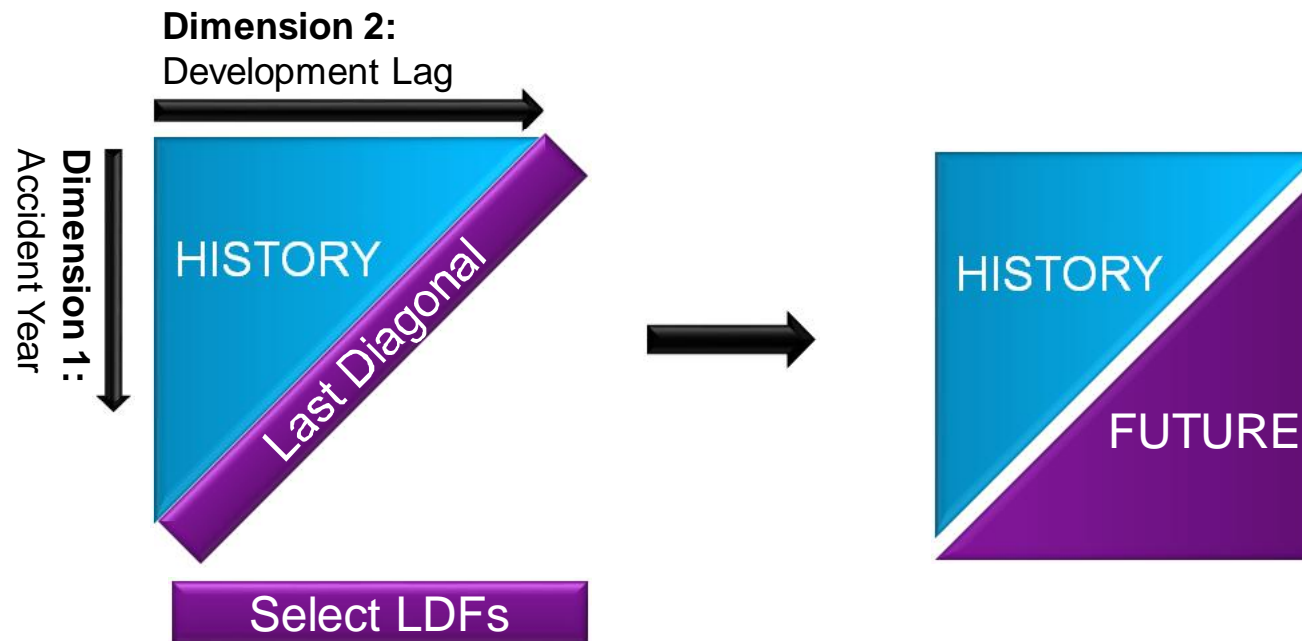 Dimension 2:
Development Lag
Dimension 1:
Accident Year
HISTORY
Last Diagonal
Select LDFs
HISTORY
FUTURE